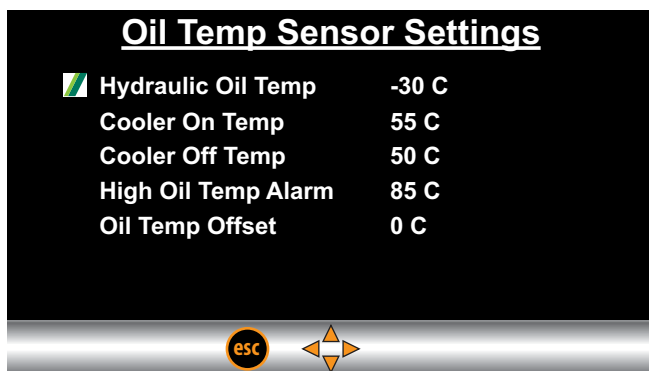 Oil Temp Sensor Settings
Hydraulic Oil Temp -30 C
Cooler On Temp 55 C
Cooler Off Temp 50 C
High Oil Temp Alarm 85 C
Oil Temp Offset 0 C
esc